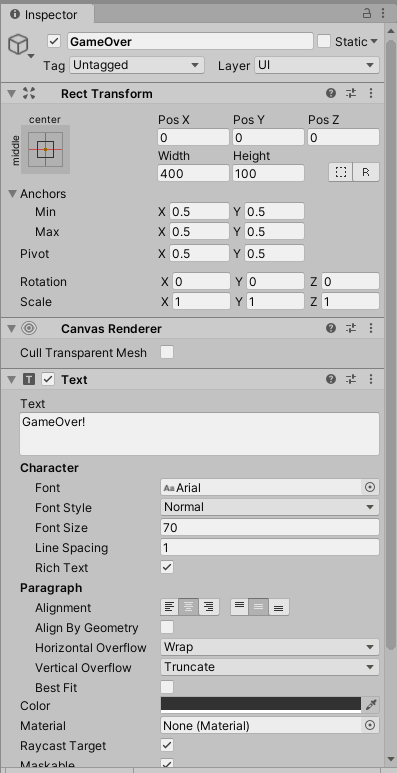 Inspector
GameOver Static
Tag Untagged Layer UI
Rect Transform
center
middle
Pos X Pos Y Pos Z
0 0 0
Width Height
400 100
R
Anchors
Min X 0.5 Y 0.5
Max X 0.5 Y 0.5
Pivot X 0.5 Y 0.5
Rotation X 0 Y 0 Z 0
Scale X 1 Y 1 Z 1
Canvas Renderer
Cull Transparent Mesh
T Text
Text
GameOver!
Character
Font Aa Arial
Font Style Normal
Font Size 70
Line Spacing 1
Rich Text
Paragraph
Alignment
Align By Geometry
Horizontal Overflow Wrap
Vertical Overflow Truncate
Best Fit
Color
Material None (Material)
Raycast Target
Maskable